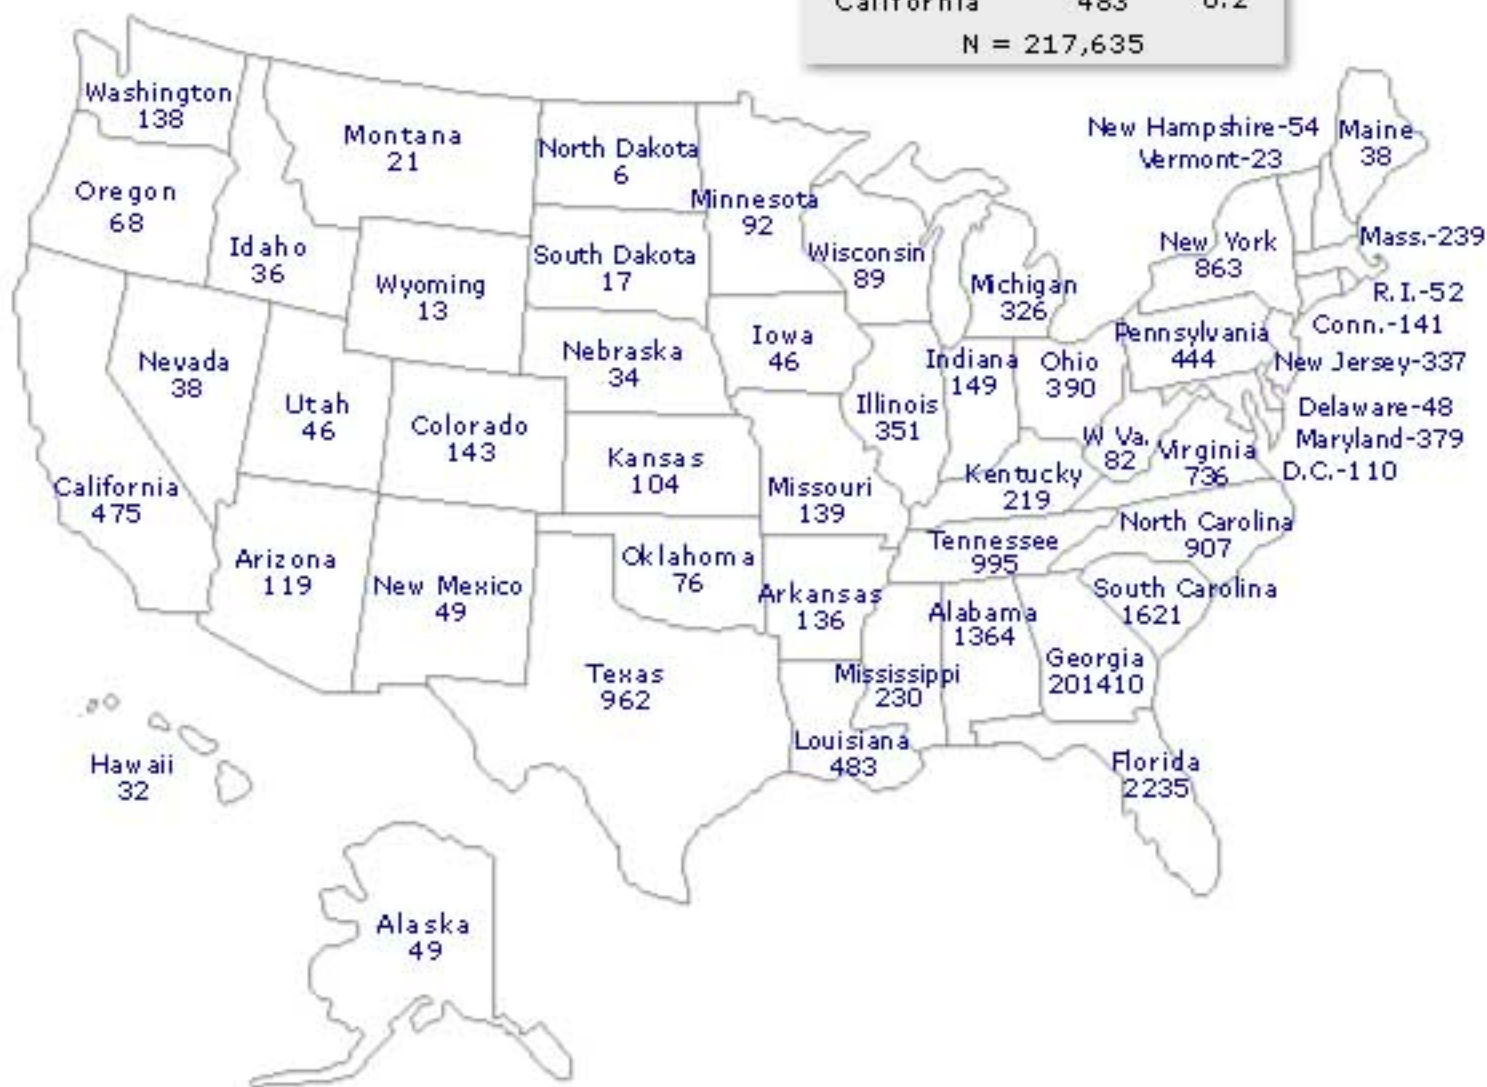 California 483 0.2
N = 217,635
Washington
138
Montana
21
North Dakota
6
Minnesota
92
New Hampshire-54
Vermont-23
Maine
38
Oregon
68
Idaho
36
Wyoming
13
South Dakota
17
Wisconsin
89
Michigan
326
New York
863
Mass.-239
R.I.-52
Conn.-141
Nevada
38
Utah
46
Colorado
143
Nebraska
34
Iowa
46
Illinois
351
Indiana
149
Ohio
390
Pennsylvania
444
New Jersey-337
Delaware-48
Maryland-379
D.C.-110
California
475
Kansas
104
Missouri
139
Kentucky
219
W Va.
82
Virginia
736
Arizona
119
New Mexico
49
Oklahoma
76
Arkansas
136
Tennessee
995
North Carolina
907
South Carolina
1621
Alabama
1364
Georgia
201410
Texas
962
Mississippi
230
Louisiana
483
Florida
2235
Hawaii
32
Alaska
49